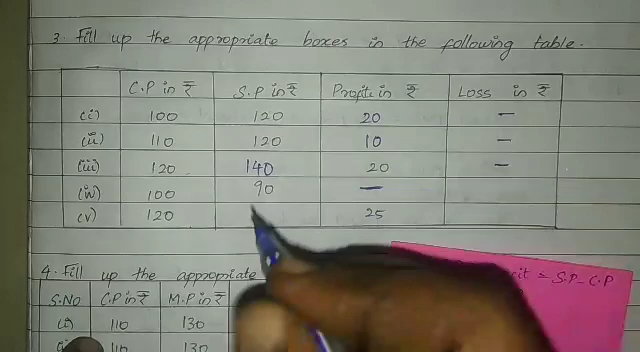 3. Fill up the appropriate boxes in the following table.
C.P in ₹ S.P in ₹ Profit in ₹ Loss in ₹
(i) 100 120 20 –
(ii) 110 120 10 –
(iii) 120 140 20 –
(iv) 100 90 –
(v) 120 25
4. Fill up the appropriate
S.P – C.P
S.No C.P in ₹ M.P in ₹
(i) 110 130
110 130